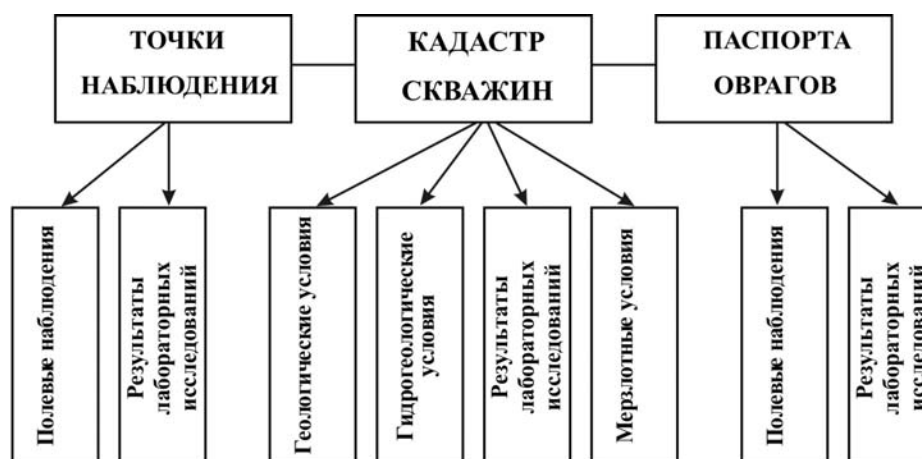 ТОЧКИ
НАБЛЮДЕНИЯ
КАДАСТР
СКВАЖИН
ПАСПОРТА
ОВРАГОВ
Полевые наблюдения
Результаты
лабораторных
исследований
Геологические условия
Гидрогеологические
условия
Результаты
лабораторных
исследований
Мерзлотные условия
Полевые наблюдения
Результаты
лабораторных
исследований